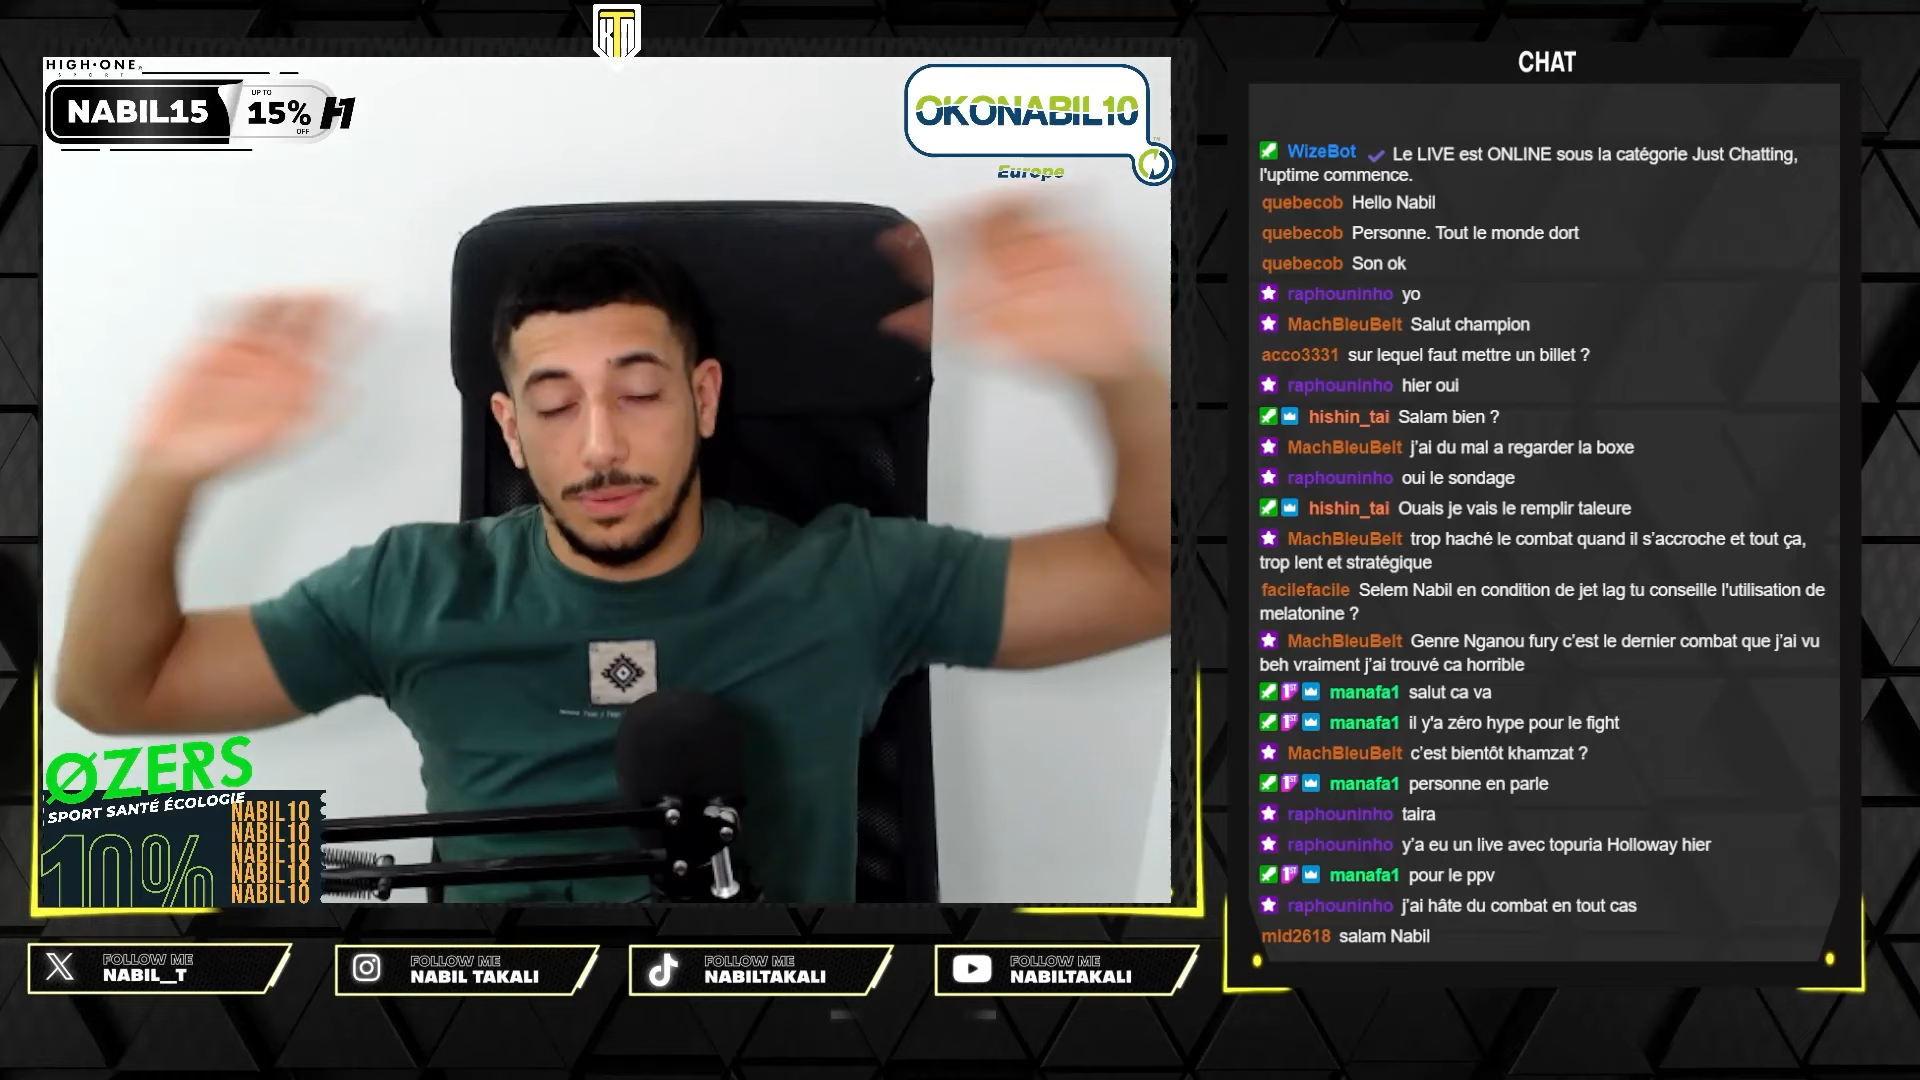 HIGH·ONE
SPORT
NABIL15
UP TO
15%
OFF
H1
KTN
OKONABIL10
Europe
ØZERS
SPORT SANTÉ ÉCOLOGIE
10%
NABIL10
NABIL10
NABIL10
NABIL10
NABIL10
FOLLOW ME
NABIL__T
FOLLOW ME
NABIL TAKALI
FOLLOW ME
NABILTAKALI
FOLLOW ME
NABILTAKALI
CHAT
WizeBot Le LIVE est ONLINE sous la catégorie Just Chatting,
l'uptime commence.
quebecob Hello Nabil
quebecob Personne. Tout le monde dort
quebecob Son ok
raphouninho yo
MachBleuBelt Salut champion
acco3331 sur lequel faut mettre un billet ?
raphouninho hier oui
hishin_tai Salam bien ?
MachBleuBelt j'ai du mal a regarder la boxe
raphouninho oui le sondage
hishin_tai Ouais je vais le remplir taleure
MachBleuBelt trop haché le combat quand il s'accroche et tout ça,
trop lent et stratégique
facilefacile Selem Nabil en condition de jet lag tu conseille l'utilisation de
melatonine ?
MachBleuBelt Genre Nganou fury c'est le dernier combat que j'ai vu
beh vraiment j'ai trouvé ca horrible
manafa1 salut ca va
manafa1 il y'a zéro hype pour le fight
MachBleuBelt c'est bientôt khamzat ?
manafa1 personne en parle
raphouninho taira
raphouninho y'a eu un live avec topuria Holloway hier
manafa1 pour le ppv
raphouninho j'ai hâte du combat en tout cas
mld2618 salam Nabil